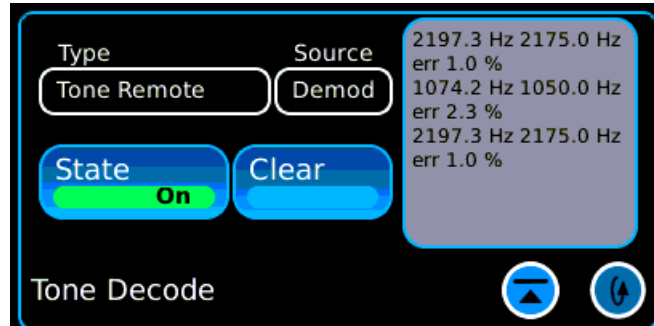 Type
Tone Remote
Source
Demod
State
On
Clear
2197.3 Hz 2175.0 Hz
err 1.0 %
1074.2 Hz 1050.0 Hz
err 2.3 %
2197.3 Hz 2175.0 Hz
err 1.0 %
Tone Decode